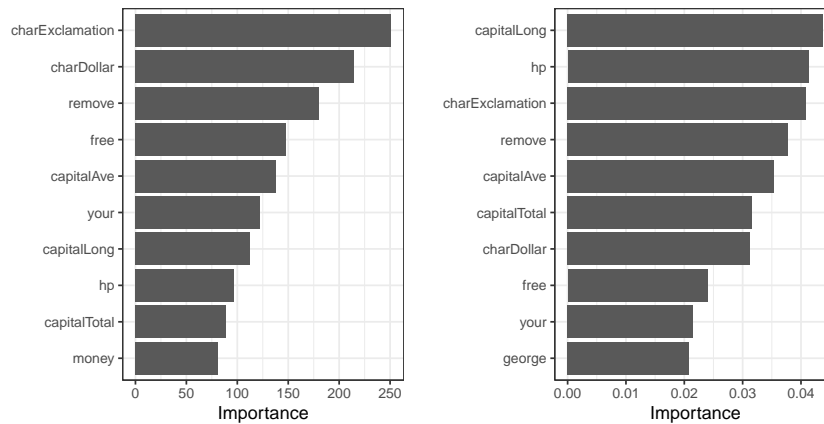 charExclamation
charDollar
remove
free
capitalAve
your
capitalLong
hp
capitalTotal
money
0 50 100 150 200 250
Importance
capitalLong
hp
charExclamation
remove
capitalAve
capitalTotal
charDollar
free
your
george
0.00 0.01 0.02 0.03 0.04
Importance